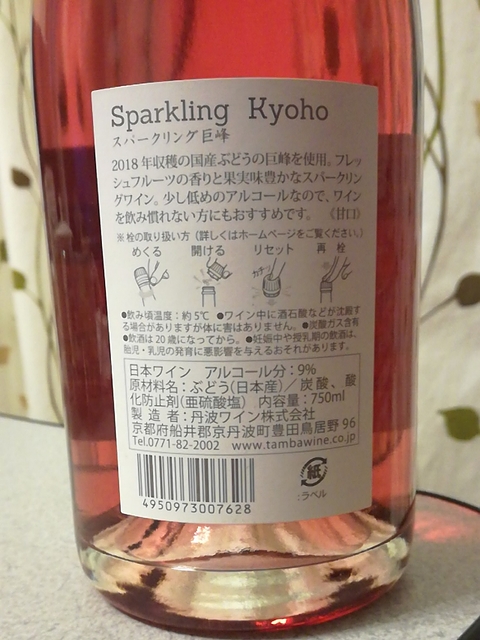 Sparkling Kyoho
スパークリング巨峰
2018年収穫の国産ぶどうの巨峰を使用。フレッ
シュフルーツの香りと果実味豊かなスパークリン
グワイン。少し低めのアルコールなので、ワイン
を飲み慣れない方にもおすすめです。 《甘口》
※栓の取り扱い方（詳しくはホームページをご覧ください。）
めくる 開ける リセット 再栓
カチッ
●飲み頃温度：約5℃ ●ワイン中に酒石酸などが沈殿す
る場合がありますが体に害はありません。●炭酸ガス含有
●飲酒は20歳になってから。●妊娠中や授乳期の飲酒は、
胎児・乳児の発育に悪影響を与えるおそれがあります。
日本ワイン アルコール分：9%
原材料名：ぶどう（日本産）／炭酸、酸
化防止剤（亜硫酸塩） 内容量：750ml
製造者：丹波ワイン株式会社
京都府船井郡京丹波町豊田鳥居野96
Tel.0771-82-2002 www.tambawine.co.jp
4950973007628
紙
：ラベル